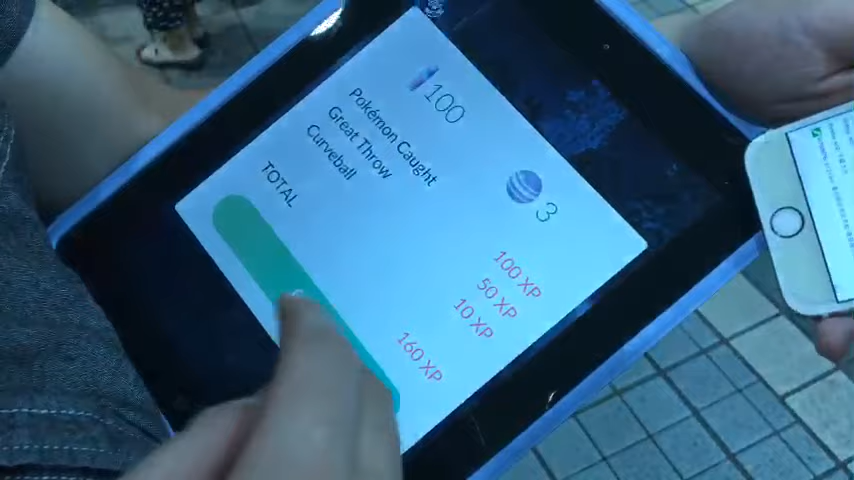 100
3
Pokémon Caught 100 XP
Great Throw 50 XP
Curveball 10 XP
TOTAL 160 XP